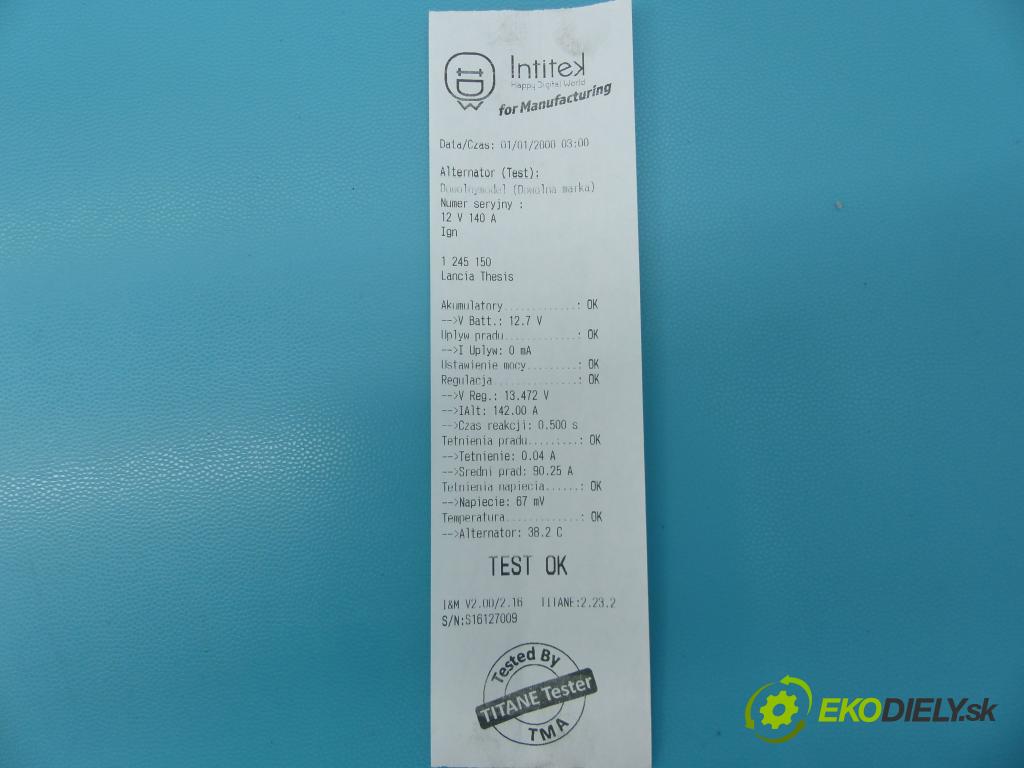 Intitek
Happy Digital World
for Manufacturing
Data/Czas: 01/01/2000 03:00
Alternator (Test):
Dowolnymodel (Dowolna marka)
Numer seryjny :
12 V 140 A
Ign
1 245 150
Lancia Thesis
Akumulatory............: OK
-->V Batt.: 12.7 V
Uplyw pradu............: OK
-->I Uplyw: 0 mA
Ustawienie mocy........: OK
Regulacja..............: OK
-->V Reg.: 13.472 V
-->IAlt: 142.00 A
-->Czas reakcji: 0.500 s
Tetnienia pradu........: OK
-->Tetnienie: 0.04 A
-->Sredni prad: 90.25 A
Tetnienia napiecia......: OK
-->Napiecie: 67 mV
Temperatura............: OK
-->Alternator: 38.2 C
TEST OK
I&M V2.00/2.16 TITANE:2.23.2
S/N:S16127009
Tested By
TITANE Tester
TMA
EKODIELY.sk